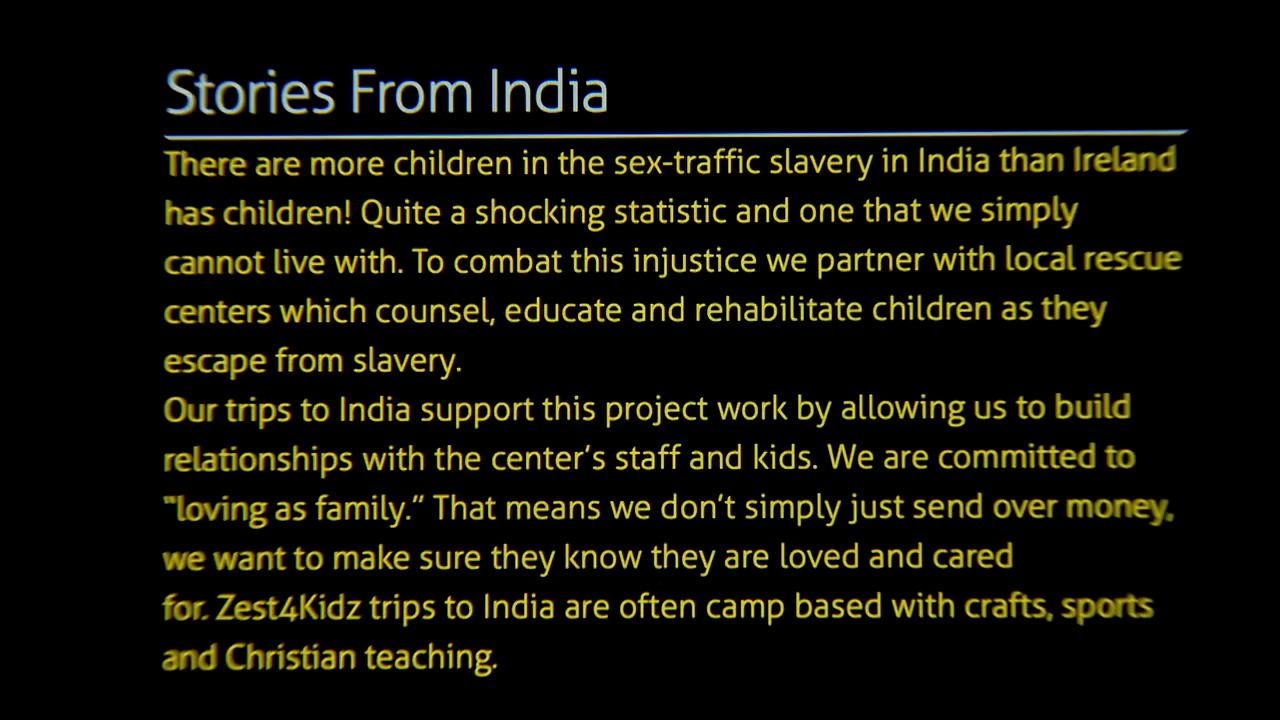 Stories From India
There are more children in the sex-traffic slavery in India than Ireland
has children! Quite a shocking statistic and one that we simply
cannot live with. To combat this injustice we partner with local rescue
centers which counsel, educate and rehabilitate children as they
escape from slavery.
Our trips to India support this project work by allowing us to build
relationships with the center’s staff and kids. We are committed to
"loving as family.” That means we don’t simply just send over money,
we want to make sure they know they are loved and cared
for. Zest4Kidz trips to India are often camp based with crafts, sports
and Christian teaching.